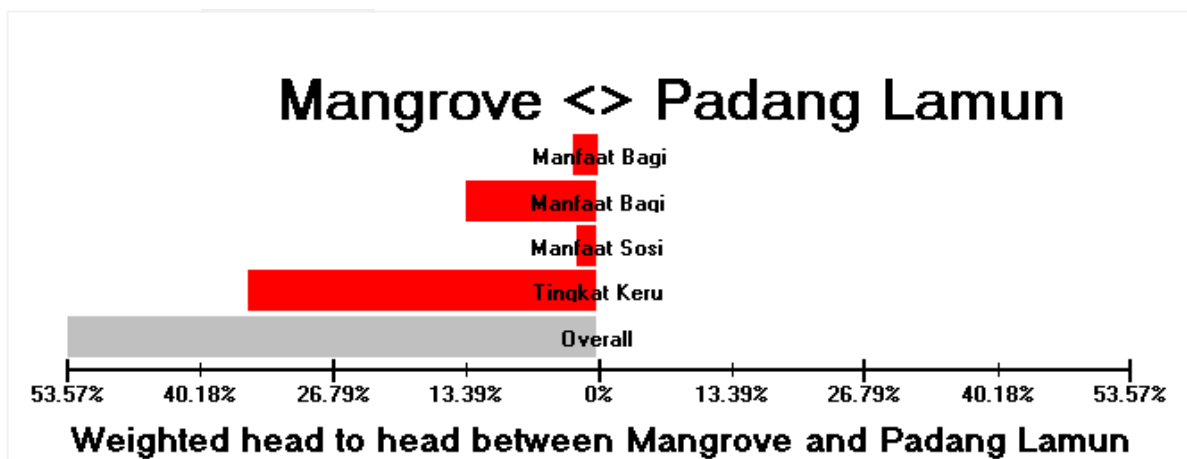 Mangrove <> Padang Lamun
Manfaat Bagi
Manfaat Bagi
Manfaat Sosi
Tingkat Keru
Overall
53.57% 40.18% 26.79% 13.39% 0% 13.39% 26.79% 40.18% 53.57%
Weighted head to head between Mangrove and Padang Lamun